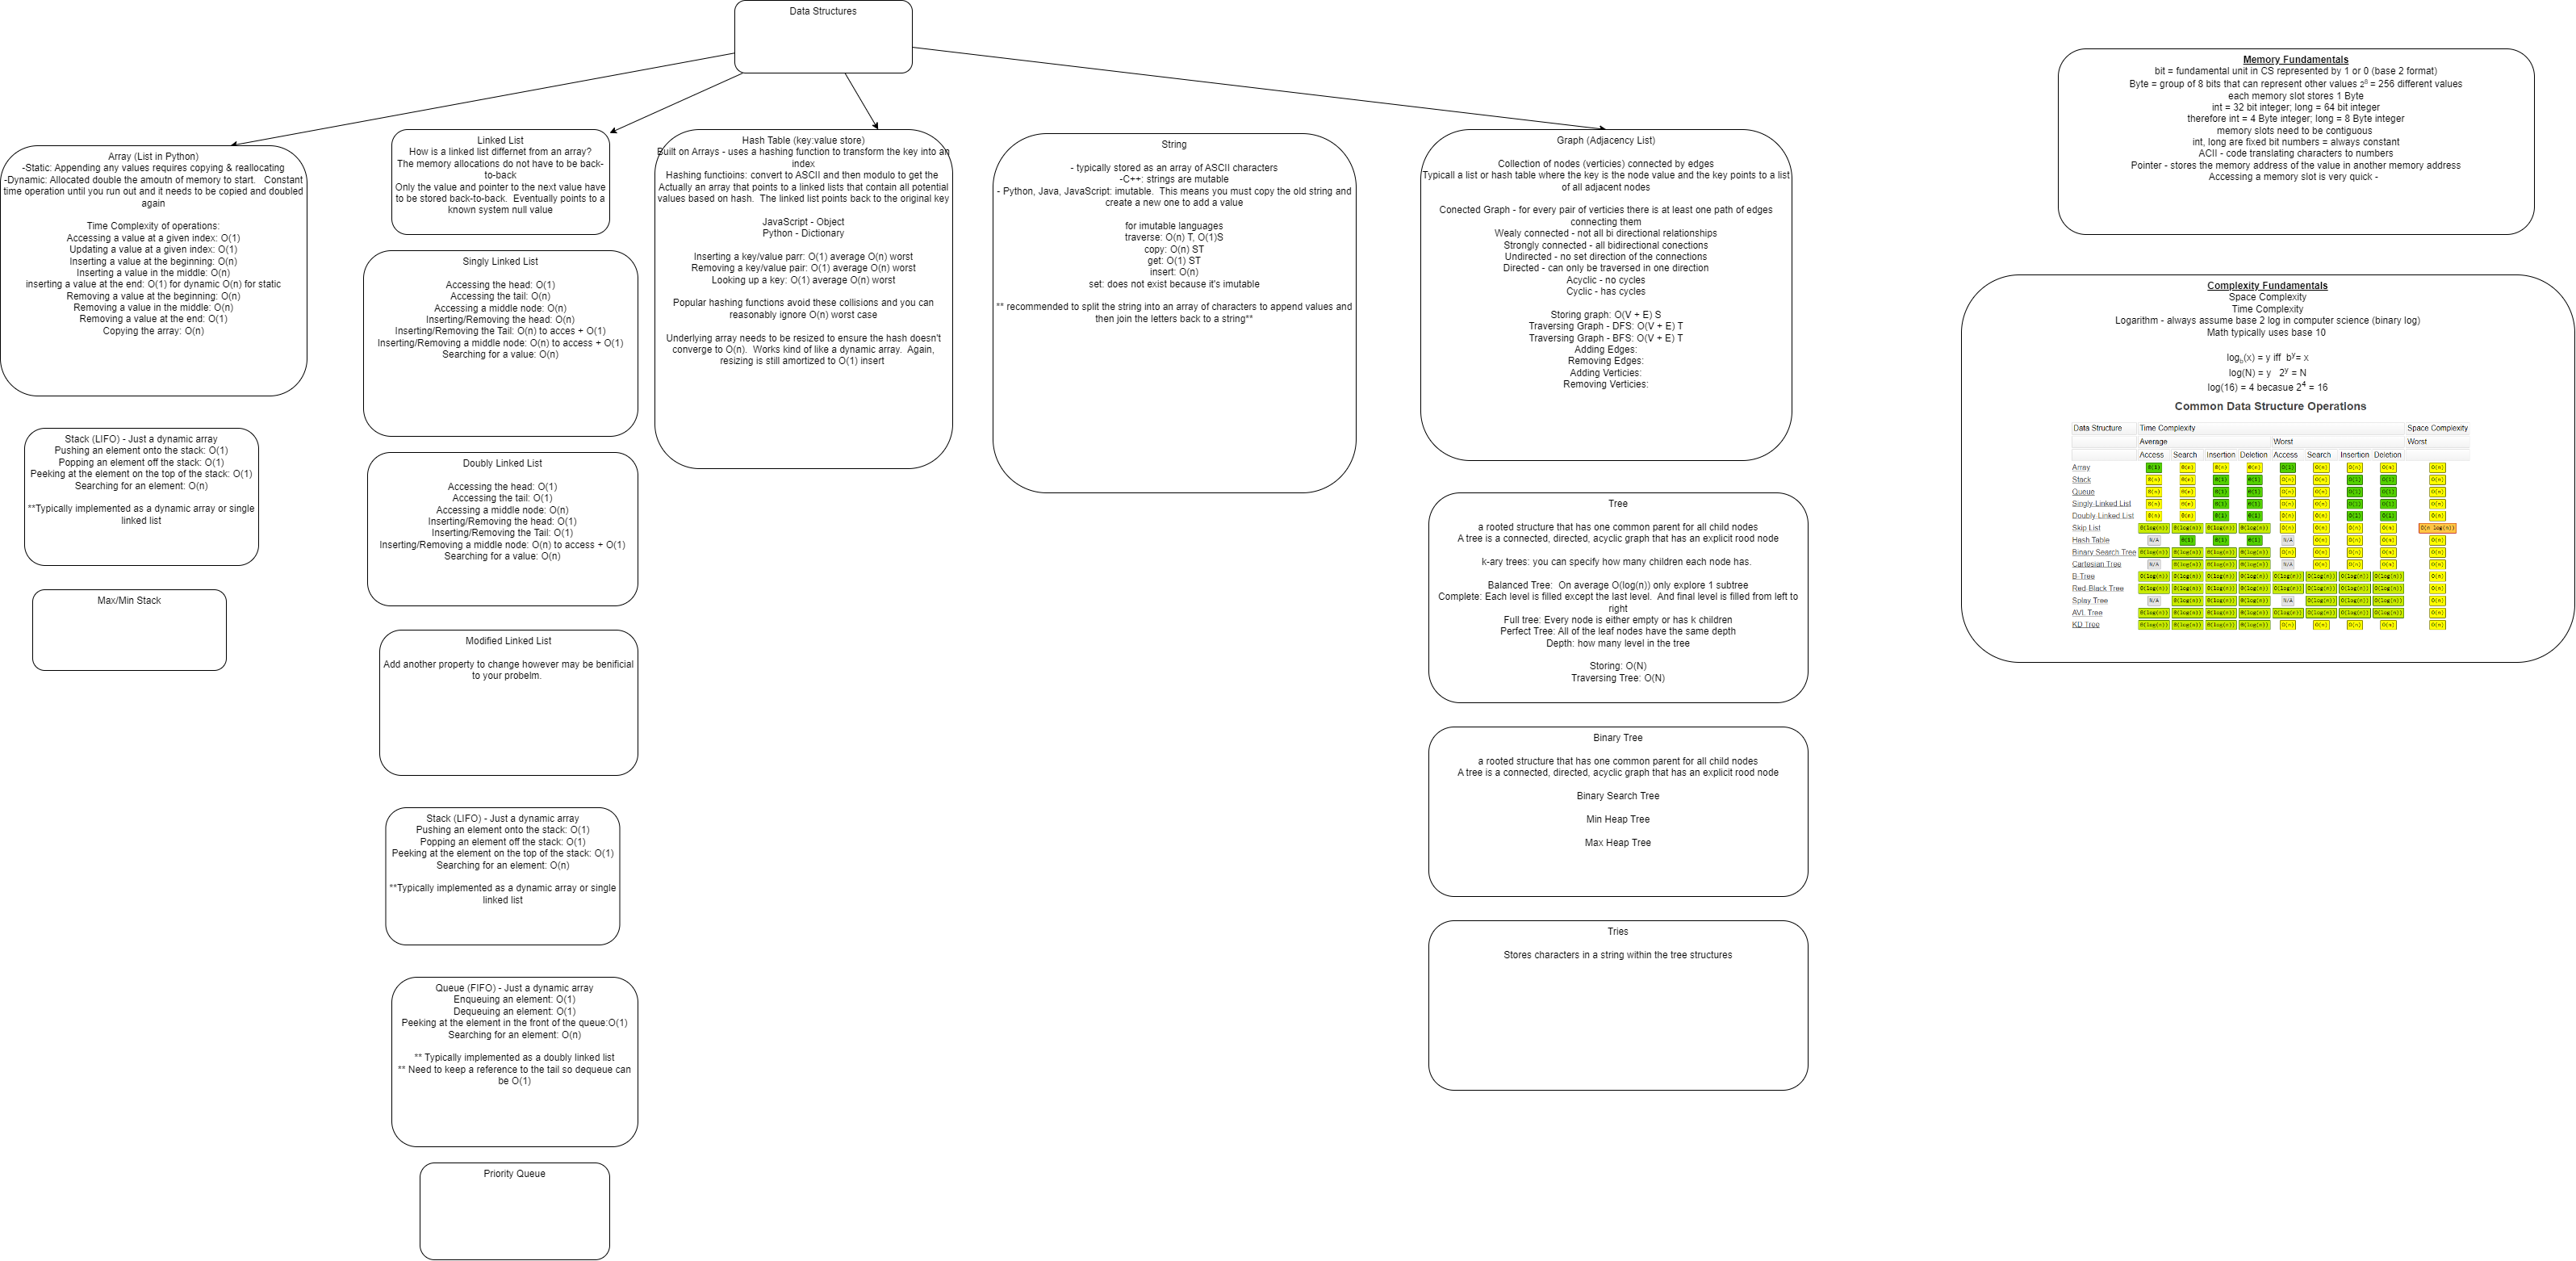 Data Structures
Array (List in Python)
-Static: Appending any values requires copying & reallocating
-Dynamic: Allocated double the amoutn of memory to start.   Constant
time operation until you run out and it needs to be copied and doubled
again
Time Complexity of operations:
Accessing a value at a given index: O(1)
Updating a value at a given index: O(1)
Inserting a value at the beginning: O(n)
Inserting a value in the middle: O(n)
inserting a value at the end: O(1) for dynamic O(n) for static
Removing a value at the beginning: O(n)
Removing a value in the middle: O(n)
Removing a value at the end: O(1)
Copying the array: O(n)
Stack (LIFO) - Just a dynamic array
Pushing an element onto the stack: O(1)
Popping an element off the stack: O(1)
Peeking at the element on the top of the stack: O(1)
Searching for an element: O(n)
**Typically implemented as a dynamic array or single
linked list
Max/Min Stack
Linked List
How is a linked list differnet from an array?
The memory allocations do not have to be back-
to-back
Only the value and pointer to the next value have
to be stored back-to-back.  Eventually points to a
known system null value
Singly Linked List
Accessing the head: O(1)
Accessing the tail: O(n)
Accessing a middle node: O(n)
Inserting/Removing the head: O(n)
Inserting/Removing the Tail: O(n) to acces + O(1)
Inserting/Removing a middle node: O(n) to access + O(1)
Searching for a value: O(n)
Doubly Linked List
Accessing the head: O(1)
Accessing the tail: O(1)
Accessing a middle node: O(n)
Inserting/Removing the head: O(1)
Inserting/Removing the Tail: O(1)
Inserting/Removing a middle node: O(n) to access + O(1)
Searching for a value: O(n)
Modified Linked List
Add another property to change however may be benificial
to your probelm.
Stack (LIFO) - Just a dynamic array
Pushing an element onto the stack: O(1)
Popping an element off the stack: O(1)
Peeking at the element on the top of the stack: O(1)
Searching for an element: O(n)
**Typically implemented as a dynamic array or single
linked list
Queue (FIFO) - Just a dynamic array
Enqueuing an element: O(1)
Dequeuing an element: O(1)
Peeking at the element in the front of the queue:O(1)
Searching for an element: O(n)
** Typically implemented as a doubly linked list
** Need to keep a reference to the tail so dequeue can
be O(1)
Priority Queue
Hash Table (key:value store)
Built on Arrays - uses a hashing function to transform the key into an
index
Hashing functioins: convert to ASCII and then modulo to get the
Actually an array that points to a linked lists that contain all potential
values based on hash.  The linked list points back to the original key
JavaScript - Object
Python - Dictionary
Inserting a key/value parr: O(1) average O(n) worst
Removing a key/value pair: O(1) average O(n) worst
Looking up a key: O(1) average O(n) worst
Popular hashing functions avoid these collisions and you can
reasonably ignore O(n) worst case
Underlying array needs to be resized to ensure the hash doesn't
converge to O(n).  Works kind of like a dynamic array.  Again,
resizing is still amortized to O(1) insert
String
- typically stored as an array of ASCII characters
-C++: strings are mutable
- Python, Java, JavaScript: imutable.  This means you must copy the old string and
create a new one to add a value
for imutable languages
traverse: O(n) T, O(1)S
copy: O(n) ST
get: O(1) ST
insert: O(n)
set: does not exist because it's imutable
** recommended to split the string into an array of characters to append values and
then join the letters back to a string**
Graph (Adjacency List)
Collection of nodes (verticies) connected by edges
Typicall a list or hash table where the key is the node value and the key points to a list
of all adjacent nodes
Conected Graph - for every pair of verticies there is at least one path of edges
connecting them
Wealy connected - not all bi directional relationships
Strongly connected - all bidirectional conections
Undirected - no set direction of the connections
Directed - can only be traversed in one direction
Acyclic - no cycles
Cyclic - has cycles
Storing graph: O(V + E) S
Traversing Graph - DFS: O(V + E) T
Traversing Graph - BFS: O(V + E) T
Adding Edges:
Removing Edges:
Adding Verticies:
Removing Verticies:
Tree
a rooted structure that has one common parent for all child nodes
A tree is a connected, directed, acyclic graph that has an explicit rood node
k-ary trees: you can specify how many children each node has.
Balanced Tree:  On average O(log(n)) only explore 1 subtree
Complete: Each level is filled except the last level.  And final level is filled from left to
right
Full tree: Every node is either empty or has k children
Perfect Tree: All of the leaf nodes have the same depth
Depth: how many level in the tree
Storing: O(N)
Traversing Tree: O(N)
Binary Tree
a rooted structure that has one common parent for all child nodes
A tree is a connected, directed, acyclic graph that has an explicit rood node
Binary Search Tree
Min Heap Tree
Max Heap Tree
Tries
Stores characters in a string within the tree structures
Memory Fundamentals
bit = fundamental unit in CS represented by 1 or 0 (base 2 format)
Byte = group of 8 bits that can represent other values 2⁸ = 256 different values
each memory slot stores 1 Byte
int = 32 bit integer; long = 64 bit integer
therefore int = 4 Byte integer; long = 8 Byte integer
memory slots need to be contiguous
int, long are fixed bit numbers = always constant
ACII - code translating characters to numbers
Pointer - stores the memory address of the value in another memory address
Accessing a memory slot is very quick -
Complexity Fundamentals
Space Complexity
Time Complexity
Logarithm - always assume base 2 log in computer science (binary log)
Math typically uses base 10
log_b(x) = y iff  b^y= x
log(N) = y   2^y = N
log(16) = 4 becasue 2⁴ = 16
Common Data Structure Operations
Data Structure Time Complexity Space Complexity
Average Worst Worst
Access Search Insertion Deletion Access Search Insertion Deletion
Array Θ(1) Θ(n) Θ(n) Θ(n) O(1) O(n) O(n) O(n) O(n)
Stack Θ(n) Θ(n) Θ(1) Θ(1) O(n) O(n) O(1) O(1) O(n)
Queue Θ(n) Θ(n) Θ(1) Θ(1) O(n) O(n) O(1) O(1) O(n)
Singly-Linked List Θ(n) Θ(n) Θ(1) Θ(1) O(n) O(n) O(1) O(1) O(n)
Doubly-Linked List Θ(n) Θ(n) Θ(1) Θ(1) O(n) O(n) O(1) O(1) O(n)
Skip List Θ(log(n)) Θ(log(n)) Θ(log(n)) Θ(log(n)) O(n) O(n) O(n) O(n) O(n log(n))
Hash Table N/A Θ(1) Θ(1) Θ(1) N/A O(n) O(n) O(n) O(n)
Binary Search Tree Θ(log(n)) Θ(log(n)) Θ(log(n)) Θ(log(n)) O(n) O(n) O(n) O(n) O(n)
Cartesian Tree N/A Θ(log(n)) Θ(log(n)) Θ(log(n)) N/A O(n) O(n) O(n) O(n)
B-Tree Θ(log(n)) Θ(log(n)) Θ(log(n)) Θ(log(n)) O(log(n)) O(log(n)) O(log(n)) O(log(n)) O(n)
Red-Black Tree Θ(log(n)) Θ(log(n)) Θ(log(n)) Θ(log(n)) O(log(n)) O(log(n)) O(log(n)) O(log(n)) O(n)
Splay Tree N/A Θ(log(n)) Θ(log(n)) Θ(log(n)) N/A O(log(n)) O(log(n)) O(log(n)) O(n)
AVL Tree Θ(log(n)) Θ(log(n)) Θ(log(n)) Θ(log(n)) O(log(n)) O(log(n)) O(log(n)) O(log(n)) O(n)
KD Tree Θ(log(n)) Θ(log(n)) Θ(log(n)) Θ(log(n)) O(n) O(n) O(n) O(n) O(n)